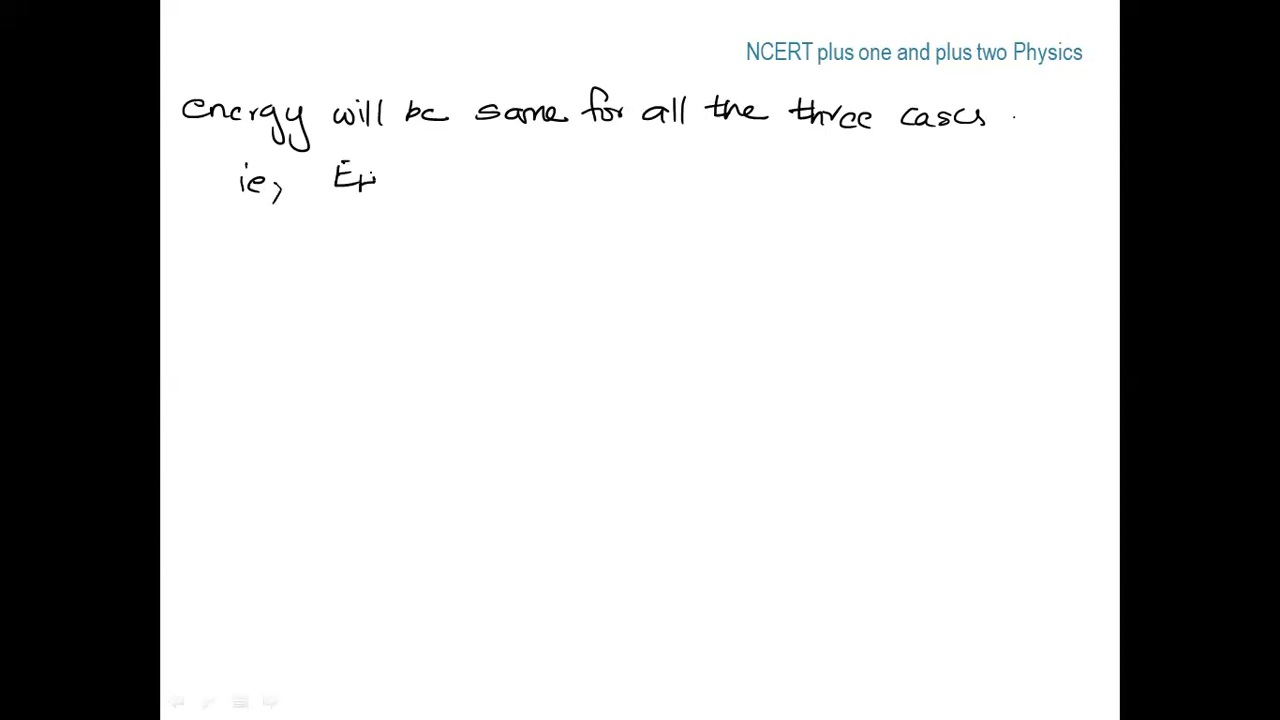 NCERT plus one and plus two Physics
energy will be same for all the three cases .
ie,